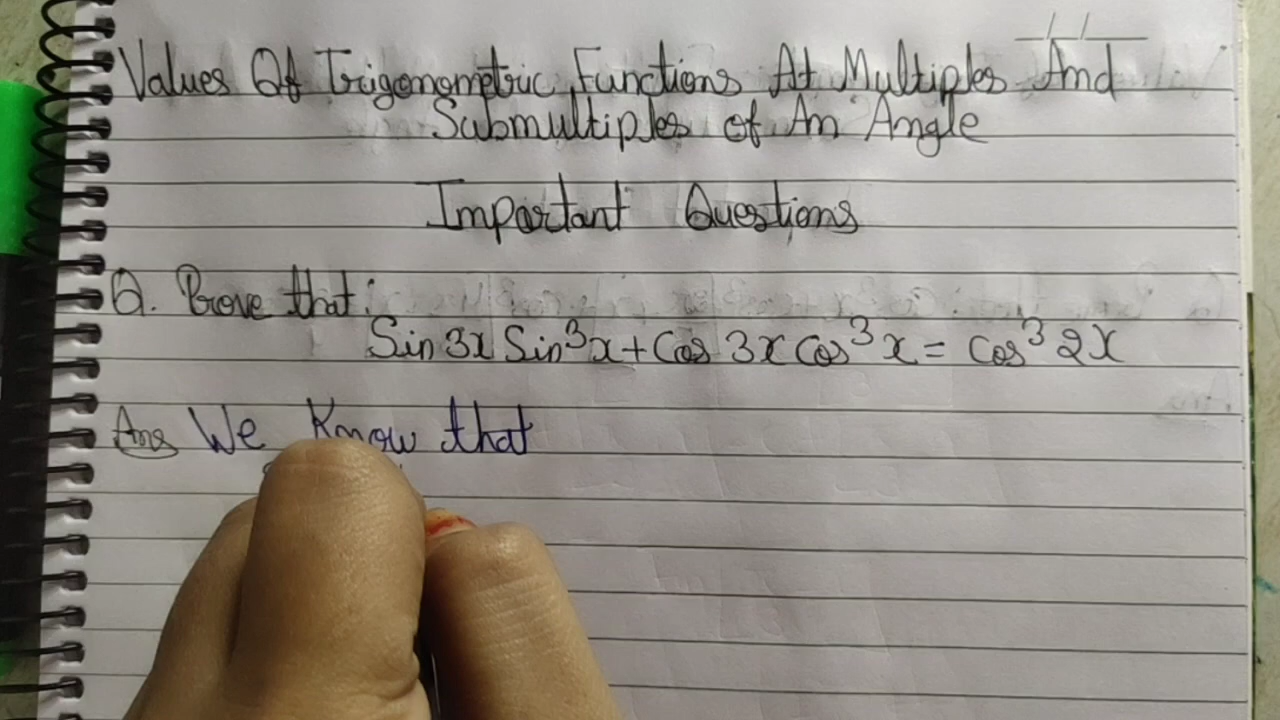 Values Of Trigonometric Functions At Multiples And
Submultiples of An Angle
Important Questions
Q. Prove that:
Sin 3x Sin³x + Cos 3x Cos³x = Cos³ 2x
Ans We Know that